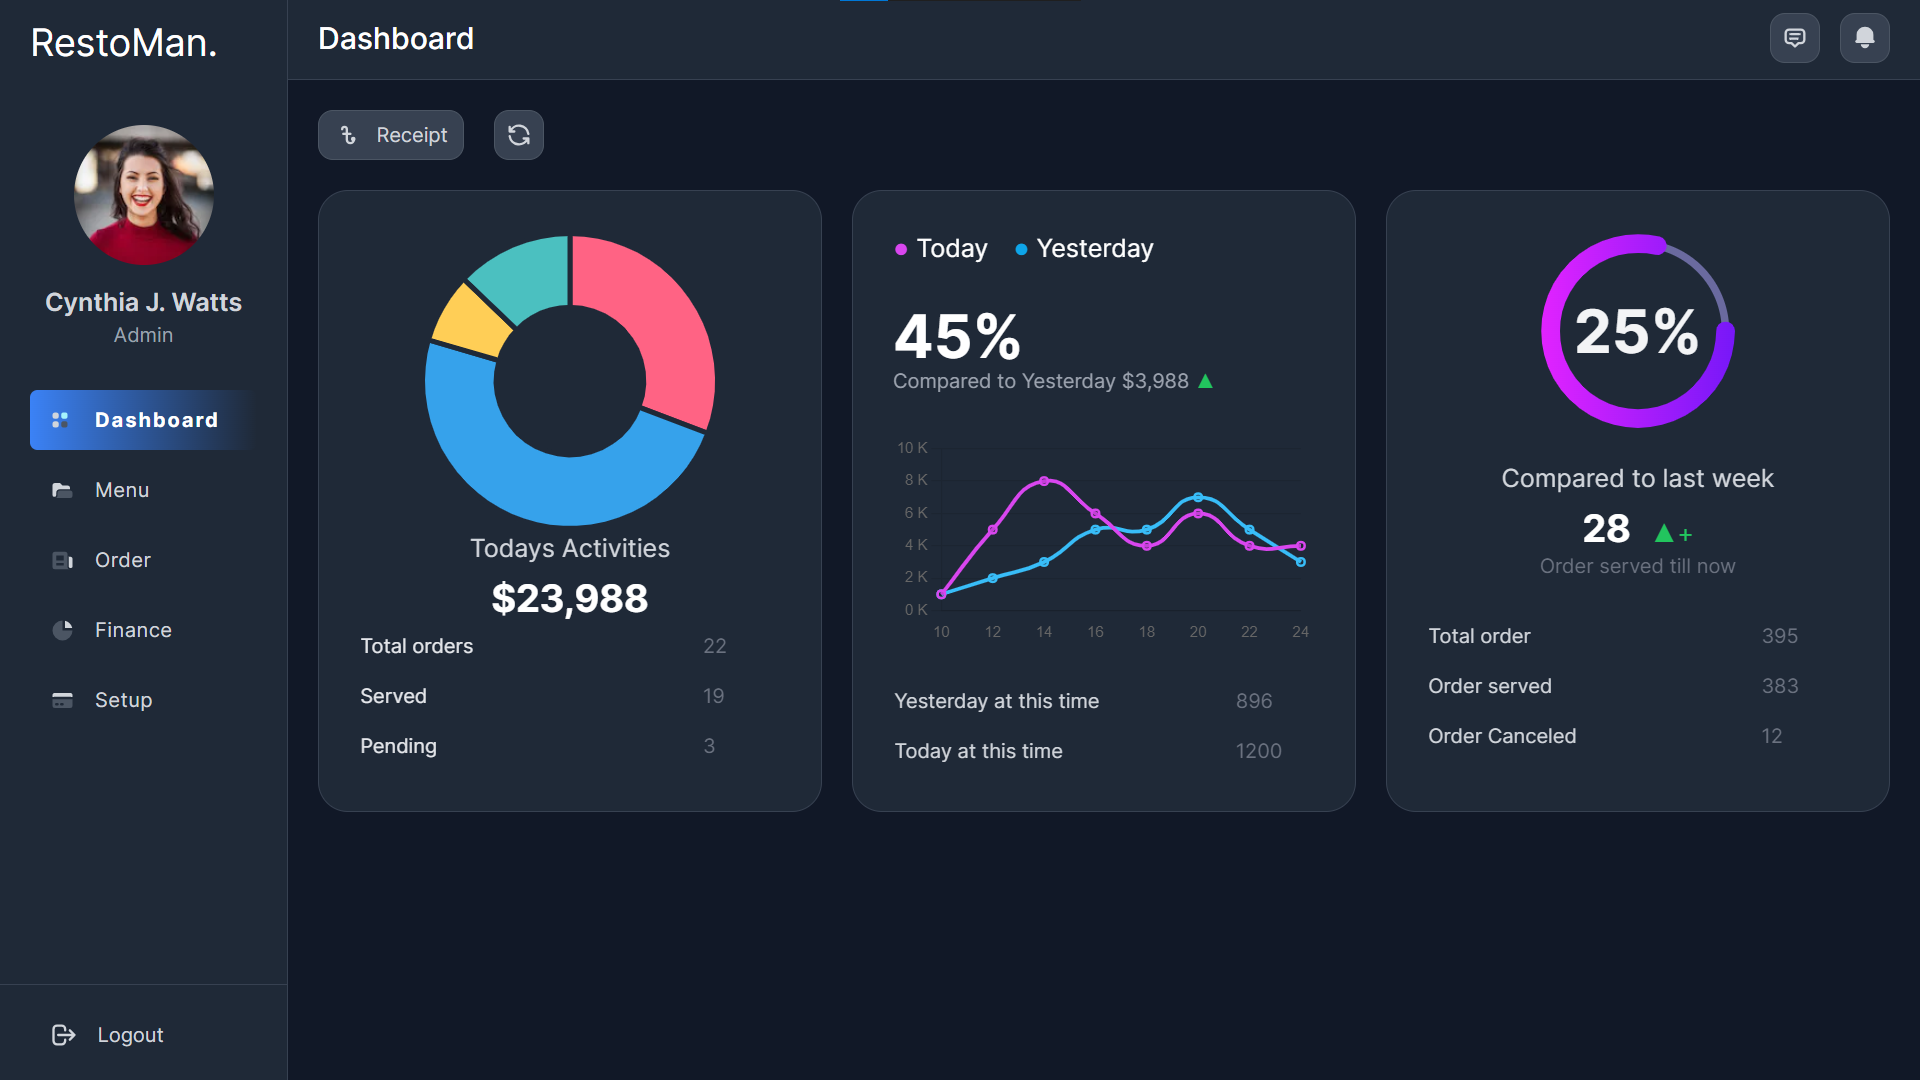 RestoMan.
Dashboard
Cynthia J. Watts
Admin
Dashboard
Menu
Order
Finance
Setup
Logout
Receipt
Todays Activities
$23,988
Total orders 22
Served 19
Pending 3
Today Yesterday
45%
Compared to Yesterday $3,988
10 K
8 K
6 K
4 K
2 K
0 K
10 12 14 16 18 20 22 24
Yesterday at this time 896
Today at this time 1200
25%
Compared to last week
28 +
Order served till now
Total order 395
Order served 383
Order Canceled 12